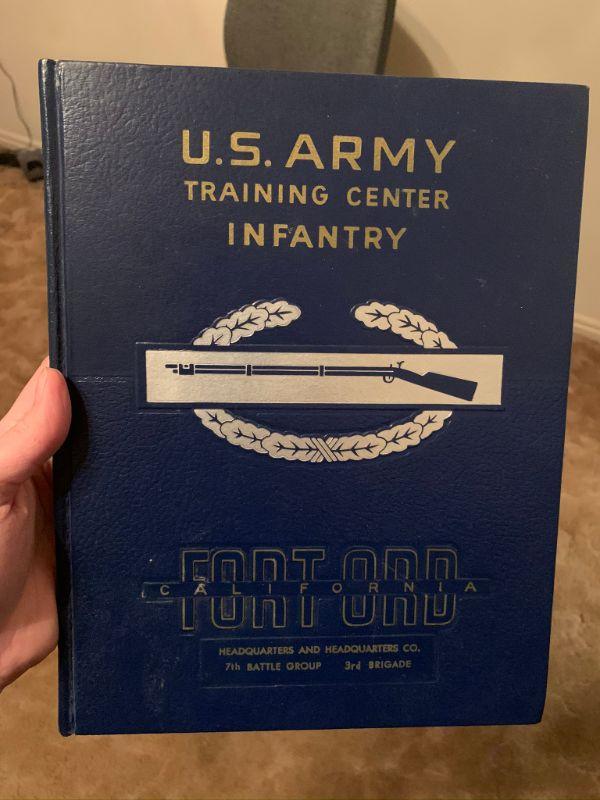 U.S. ARMY
TRAINING CENTER
INFANTRY
FORT ORD
CALIFORNIA
HEADQUARTERS AND HEADQUARTERS CO.
7th BATTLE GROUP 3rd BRIGADE